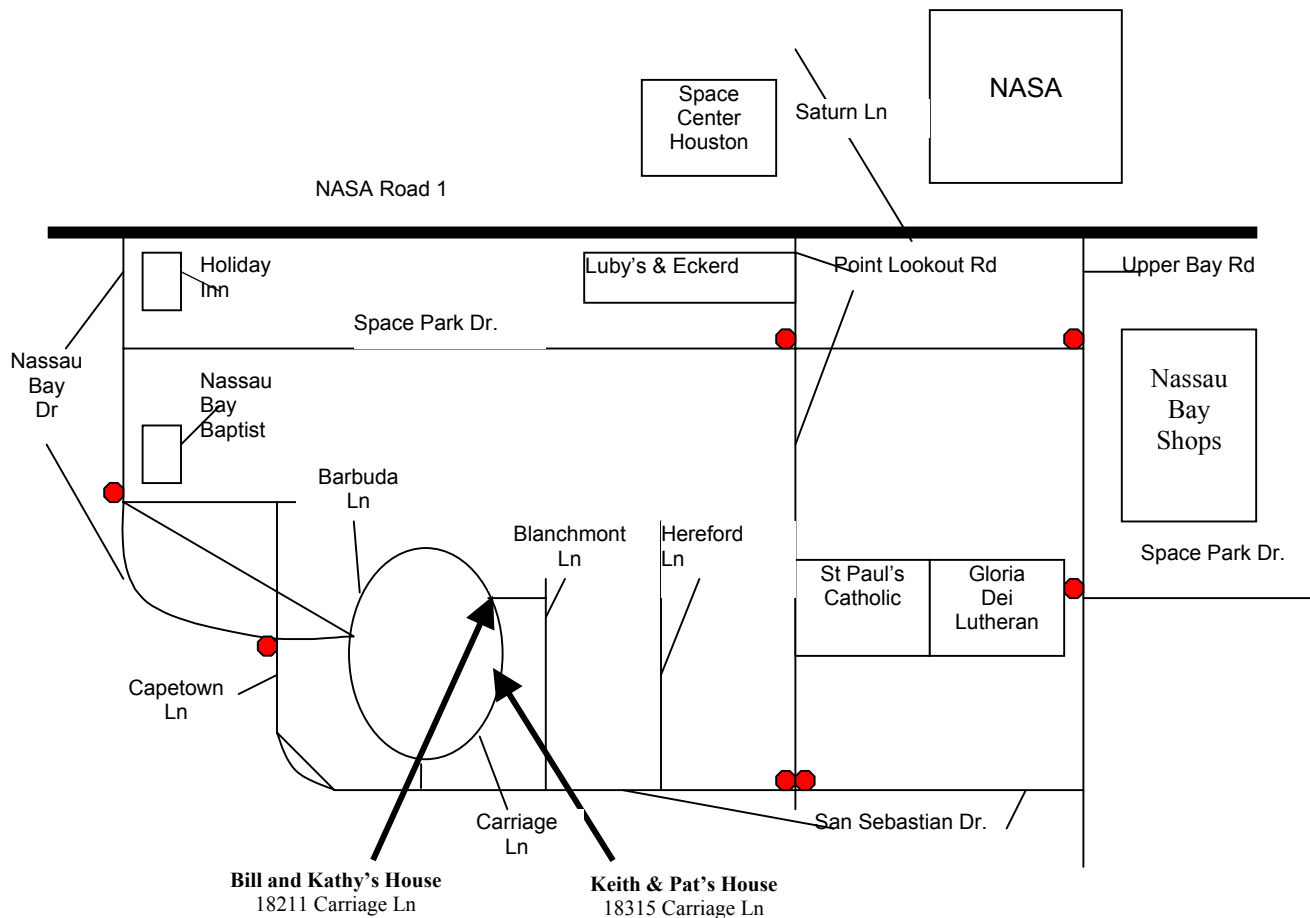 NASA
Space
Center
Houston
Saturn Ln
NASA Road 1
Holiday
Inn
Luby's & Eckerd
Point Lookout Rd
Upper Bay Rd
Space Park Dr.
Nassau
Bay
Dr
Nassau
Bay
Baptist
Nassau
Bay
Shops
Barbuda
Ln
Blanchmont
Ln
Hereford
Ln
Space Park Dr.
St Paul's
Catholic
Gloria
Dei
Lutheran
Capetown
Ln
Carriage
Ln
San Sebastian Dr.
Bill and Kathy's House
18211 Carriage Ln
Keith & Pat's House
18315 Carriage Ln